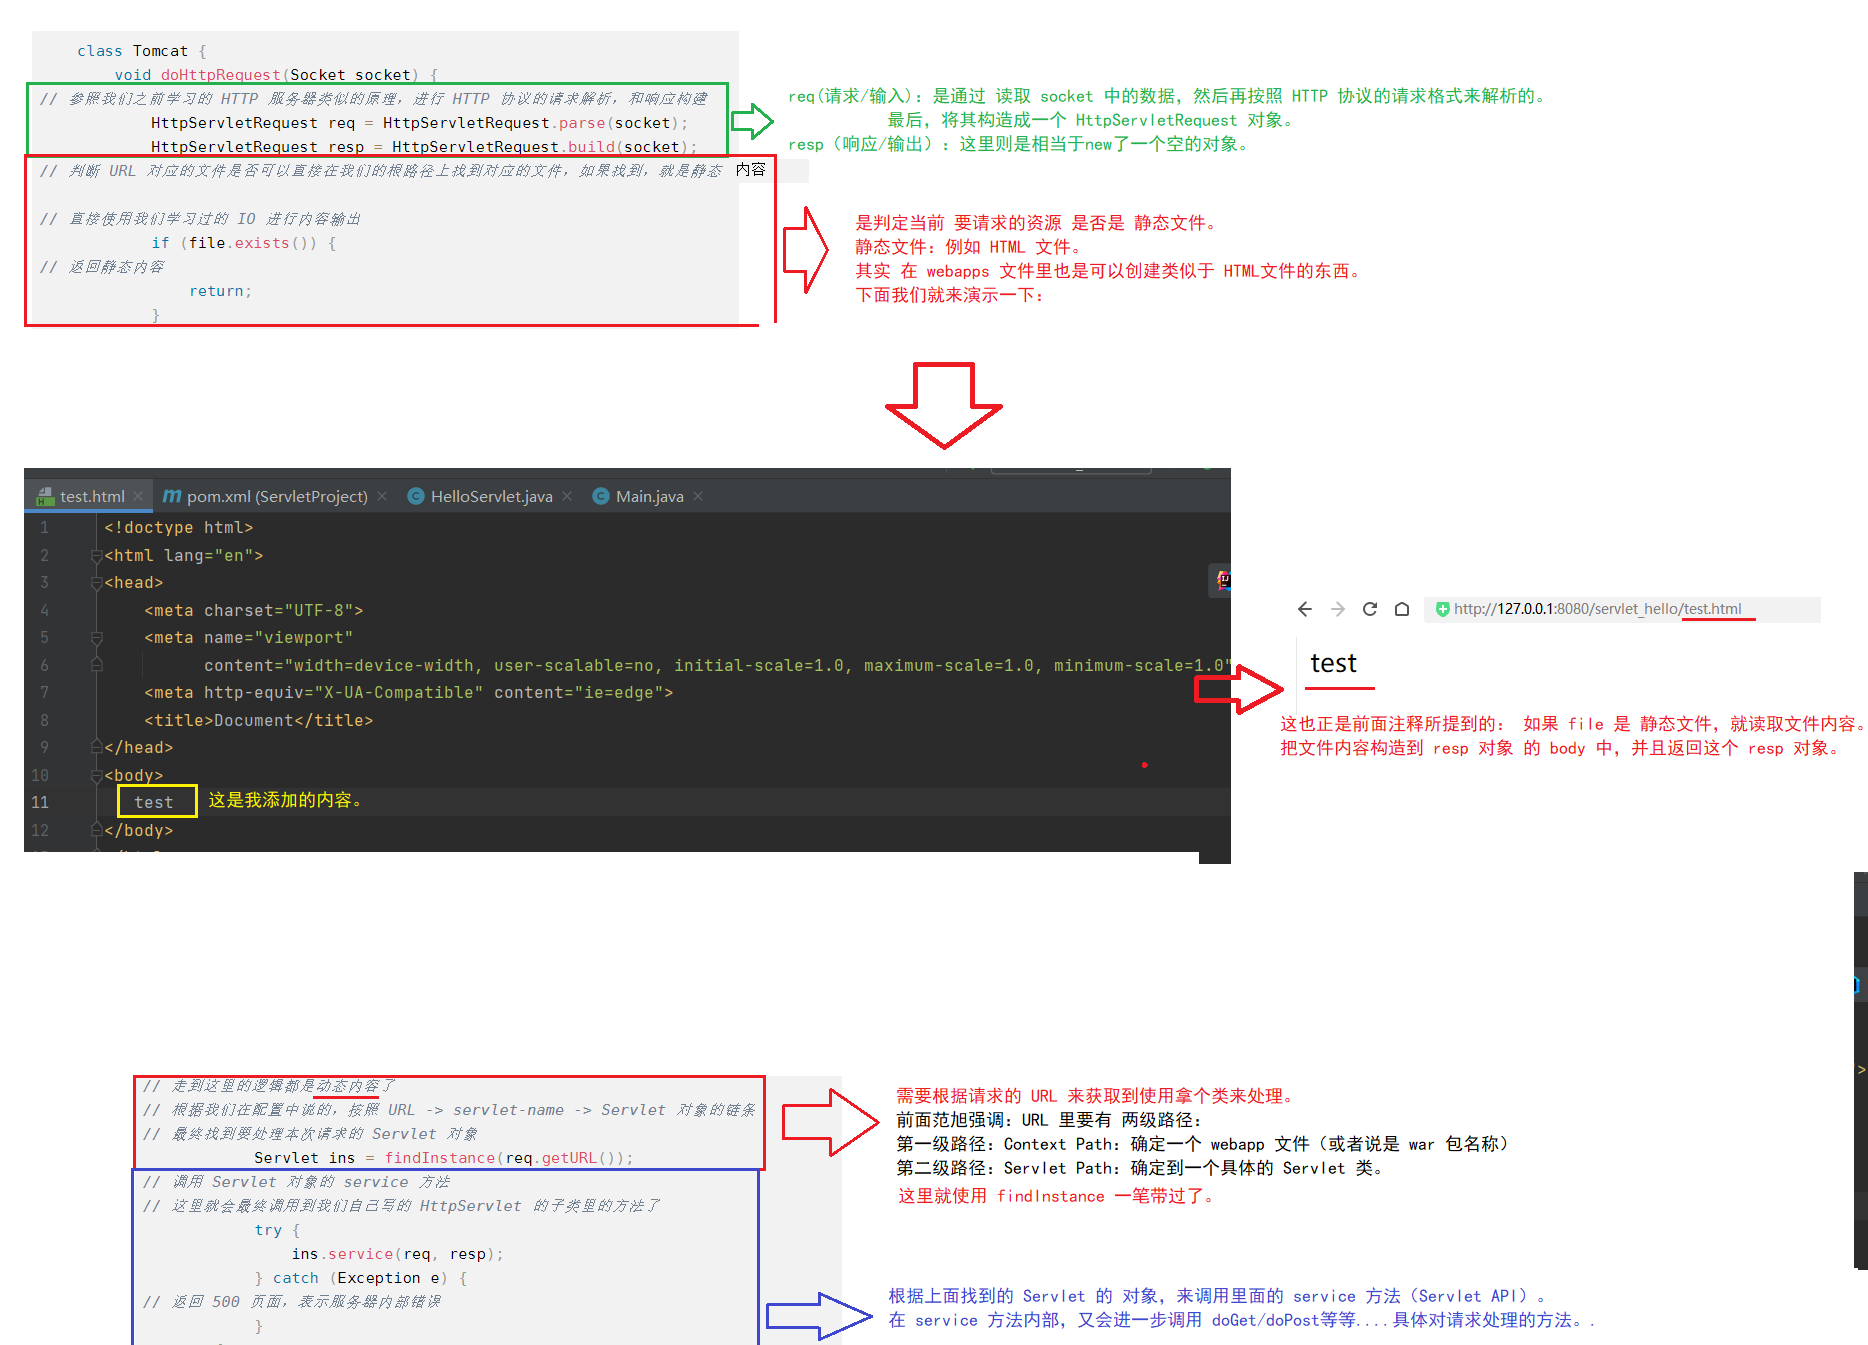 class Tomcat {
void doHttpRequest(Socket socket) {
// 参照我们之前学习的 HTTP 服务器类似的原理，进行 HTTP 协议的请求解析，和响应构建
HttpServletRequest req = HttpServletRequest.parse(socket);
HttpServletRequest resp = HttpServletRequest.build(socket);
req(请求/输入)：是通过 读取 socket 中的数据，然后再按照 HTTP 协议的请求格式来解析的。
最后，将其构造成一个 HttpServletRequest 对象。
resp（响应/输出）：这里则是相当于new了一个空的对象。
// 判断 URL 对应的文件是否可以直接在我们的根路径上找到对应的文件，如果找到，就是静态 内容
// 直接使用我们学习过的 IO 进行内容输出
if (file.exists()) {
// 返回静态内容
return;
}
是判定当前 要请求的资源 是否是 静态文件。
静态文件：例如 HTML 文件。
其实 在 webapps 文件里也是可以创建类似于 HTML文件的东西。
下面我们就来演示一下：
test.html pom.xml (ServletProject) HelloServlet.java Main.java
1 <!doctype html>
2 <html lang="en">
3 <head>
4 <meta charset="UTF-8">
5 <meta name="viewport"
6 content="width=device-width, user-scalable=no, initial-scale=1.0, maximum-scale=1.0, minimum-scale=1.0"
7 <meta http-equiv="X-UA-Compatible" content="ie=edge">
8 <title>Document</title>
9 </head>
10 <body>
11 test 这是我添加的内容。
12 </body>
http://127.0.0.1:8080/servlet_hello/test.html
test
这也正是前面注释所提到的： 如果 file 是 静态文件，就读取文件内容。
把文件内容构造到 resp 对象 的 body 中，并且返回这个 resp 对象。
// 走到这里的逻辑都是动态内容了
// 根据我们在配置中说的，按照 URL -> servlet-name -> Servlet 对象的链条
// 最终找到要处理本次请求的 Servlet 对象
Servlet ins = findInstance(req.getURL());
需要根据请求的 URL 来获取到使用拿个类来处理。
前面范旭强调：URL 里要有 两级路径：
第一级路径：Context Path：确定一个 webapp 文件（或者说是 war 包名称）
第二级路径：Servlet Path：确定到一个具体的 Servlet 类。
这里就使用 findInstance 一笔带过了。
// 调用 Servlet 对象的 service 方法
// 这里就会最终调用到我们自己写的 HttpServlet 的子类里的方法了
try {
ins.service(req, resp);
} catch (Exception e) {
// 返回 500 页面，表示服务器内部错误
}
根据上面找到的 Servlet 的 对象，来调用里面的 service 方法（Servlet API）。
在 service 方法内部，又会进一步调用 doGet/doPost等等....具体对请求处理的方法。.